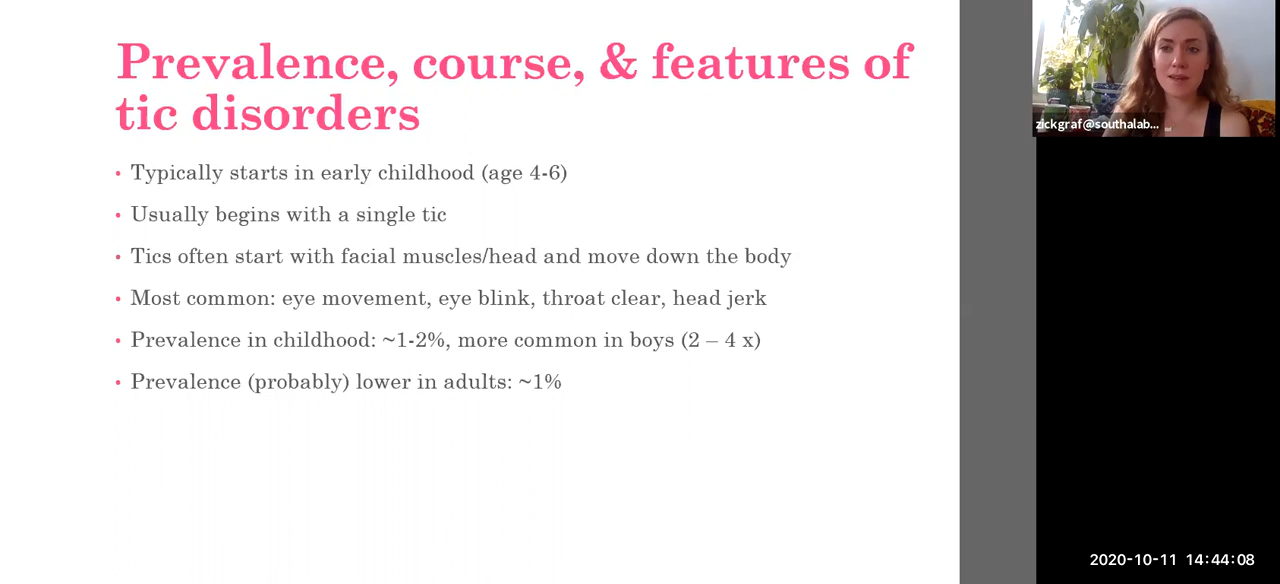 Prevalence, course, & features of
tic disorders
• Typically starts in early childhood (age 4-6)
• Usually begins with a single tic
• Tics often start with facial muscles/head and move down the body
• Most common: eye movement, eye blink, throat clear, head jerk
• Prevalence in childhood: ~1-2%, more common in boys (2 – 4 x)
• Prevalence (probably) lower in adults: ~1%
zickgraf@southalab...
2020-10-11 14:44:08